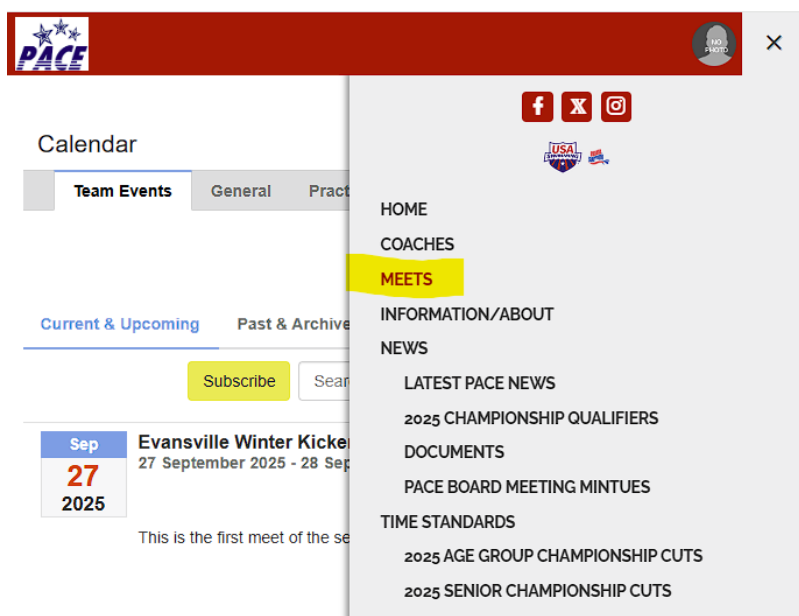 PACE
NO
PHOTO
USA
SWIMMING
HOME
COACHES
MEETS
INFORMATION/ABOUT
NEWS
LATEST PACE NEWS
2025 CHAMPIONSHIP QUALIFIERS
DOCUMENTS
PACE BOARD MEETING MINTUES
TIME STANDARDS
2025 AGE GROUP CHAMPIONSHIP CUTS
2025 SENIOR CHAMPIONSHIP CUTS
Calendar
Team Events General Pract
Current & Upcoming Past & Archive
Subscribe Sear
Sep
27
2025
Evansville Winter Kicke
27 September 2025 - 28 Sep
This is the first meet of the se